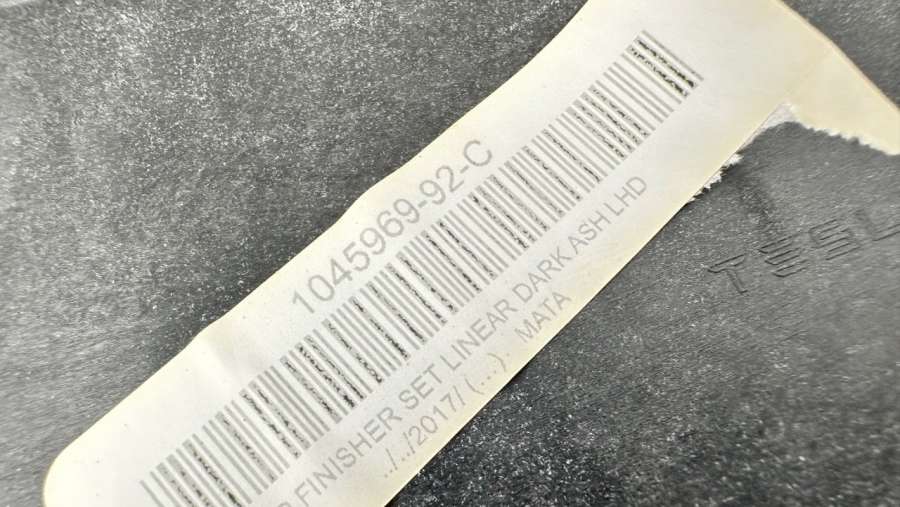 1045969-92-C
FINISHER SET LINEAR DARK ASH LHD
../../2017/ (...). MATA
TESL